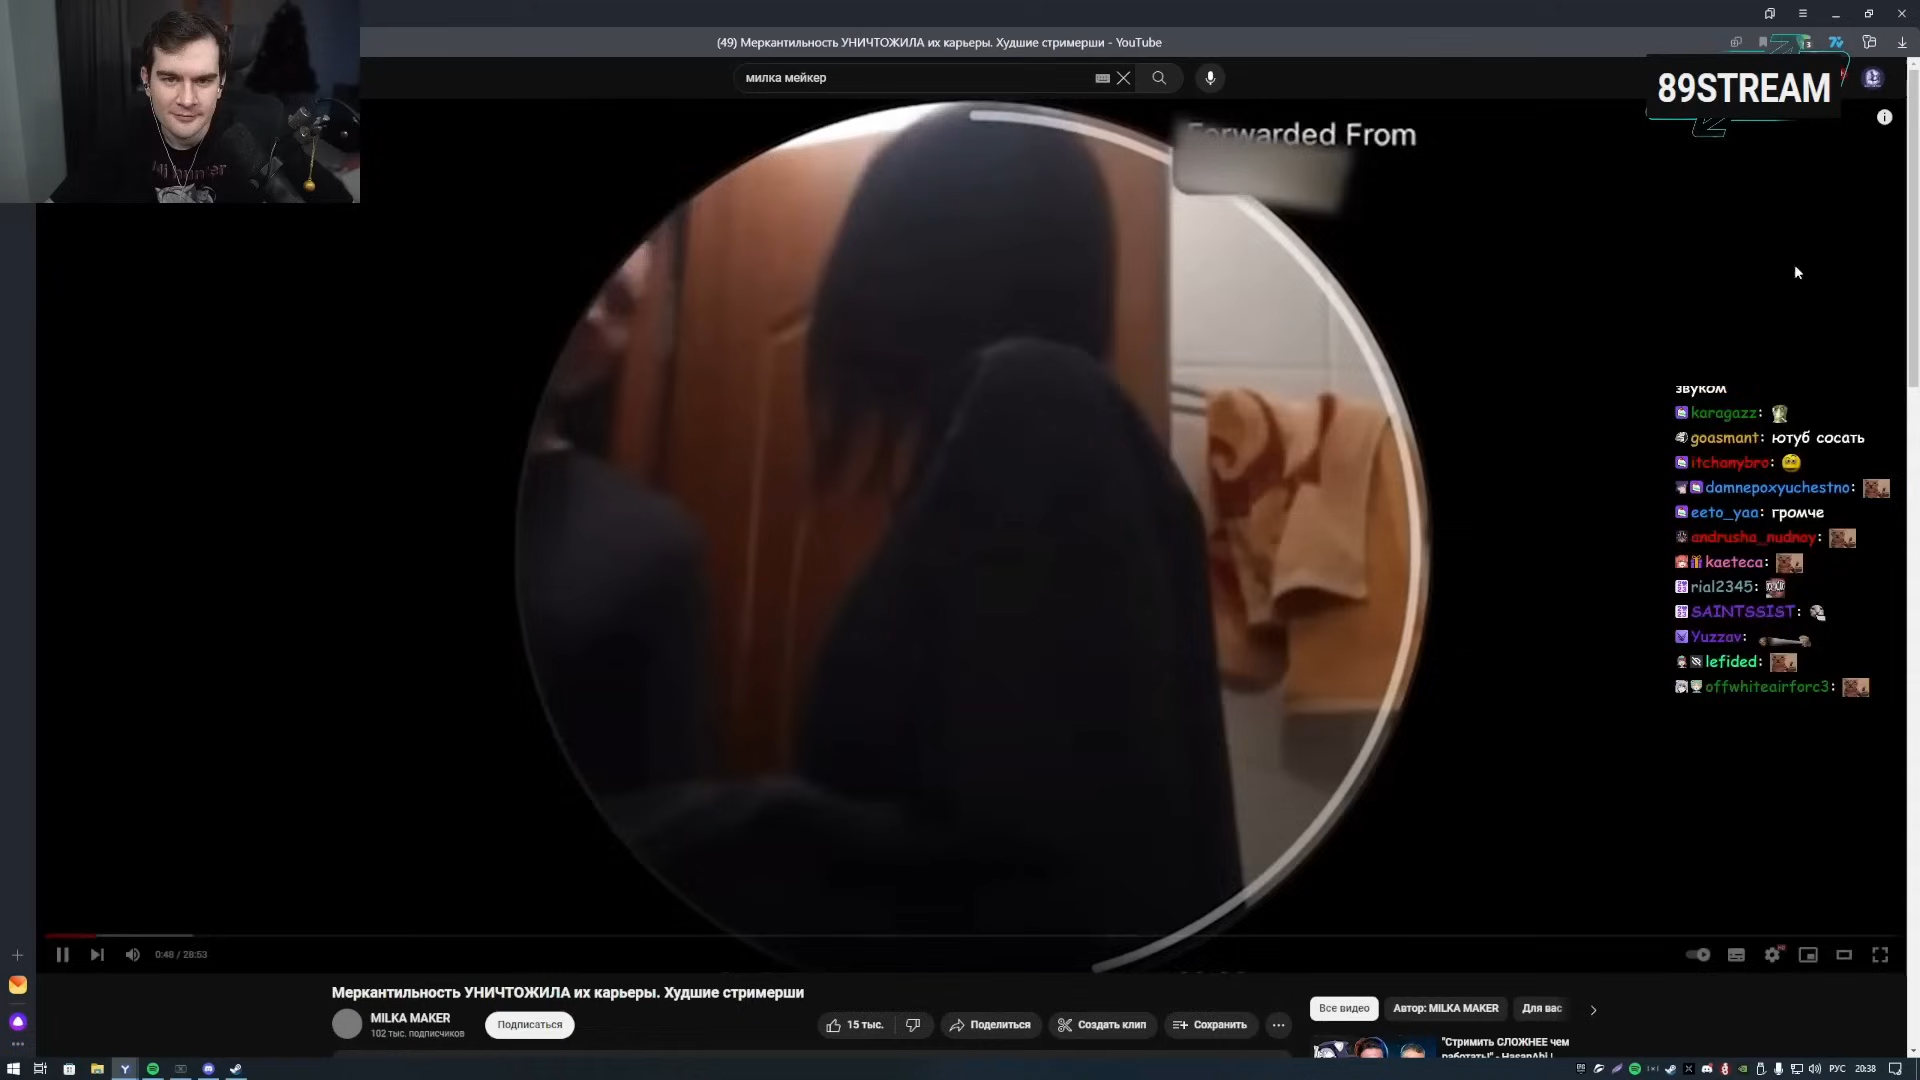 (49) Меркантильность УНИЧТОЖИЛА их карьеры. Худшие стримерши - YouTube
милка мейкер
89STREAM
Forwarded From
звуком
karagazz:
goasmant: ютуб сосать
itchanybro:
damnepoxyuchestno:
eeto_yaa: громче
andrusha_nudnoy:
kaeteca:
rial2345:
SAINTSSIST:
Yuzzav:
lefided:
offwhiteairforc3:
0:48 / 28:53
Меркантильность УНИЧТОЖИЛА их карьеры. Худшие стримерши
MILKA MAKER
102 тыс. подписчиков
Подписаться
15 тыс.
Поделиться
Создать клип
Сохранить
Все видео
Автор: MILKA MAKER
Для вас
"Стримить СЛОЖНЕЕ чем
работать!" - HasanAbi |
РУС
20:38